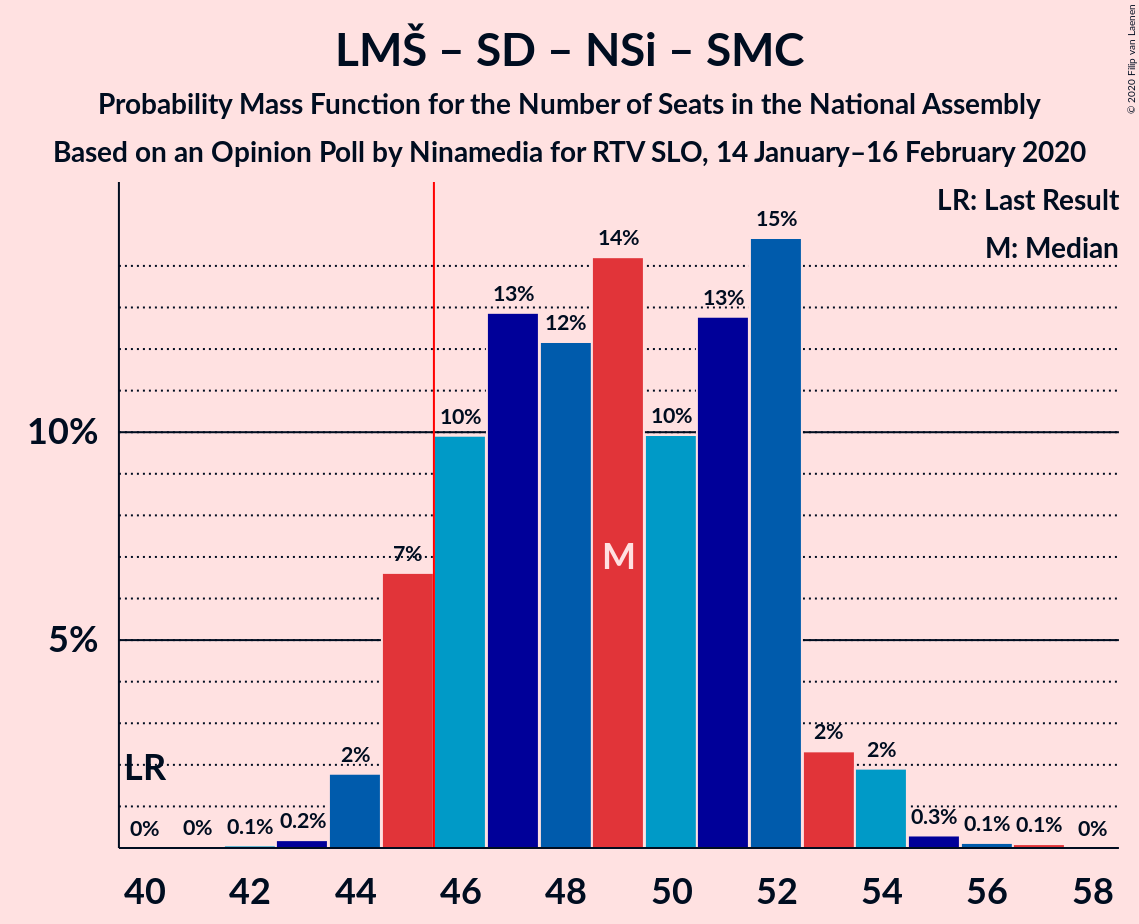 © 2020 Filip van Laenen
LMŠ – SD – NSi – SMC
Probability Mass Function for the Number of Seats in the National Assembly
Based on an Opinion Poll by Ninamedia for RTV SLO, 14 January–16 February 2020
LR: Last Result
M: Median
15%
14%
13% 13%
12%
10% 10%
10%
7%
M
5%
2%
2% 2%
LR
0% 0% 0.1% 0.2% 0.3% 0.1% 0.1% 0%
40 42 44 46 48 50 52 54 56 58